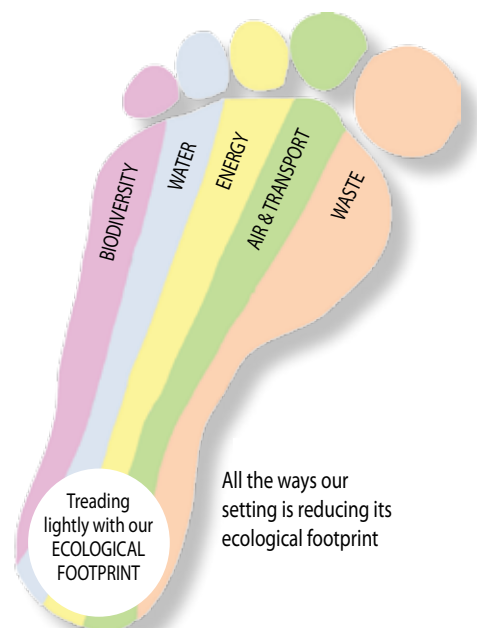 BIODIVERSITY
WATER
ENERGY
AIR & TRANSPORT
WASTE
Treading
lightly with our
ECOLOGICAL
FOOTPRINT
All the ways our
setting is reducing its
ecological footprint